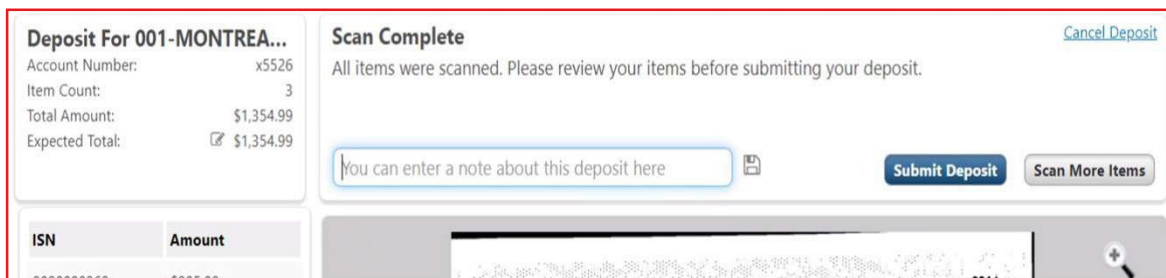 Deposit For 001-MONTREA...
Account Number: x5526
Item Count: 3
Total Amount: $1,354.99
Expected Total: $1,354.99
Scan Complete
Cancel Deposit
All items were scanned. Please review your items before submitting your deposit.
You can enter a note about this deposit here
Submit Deposit
Scan More Items
ISN Amount